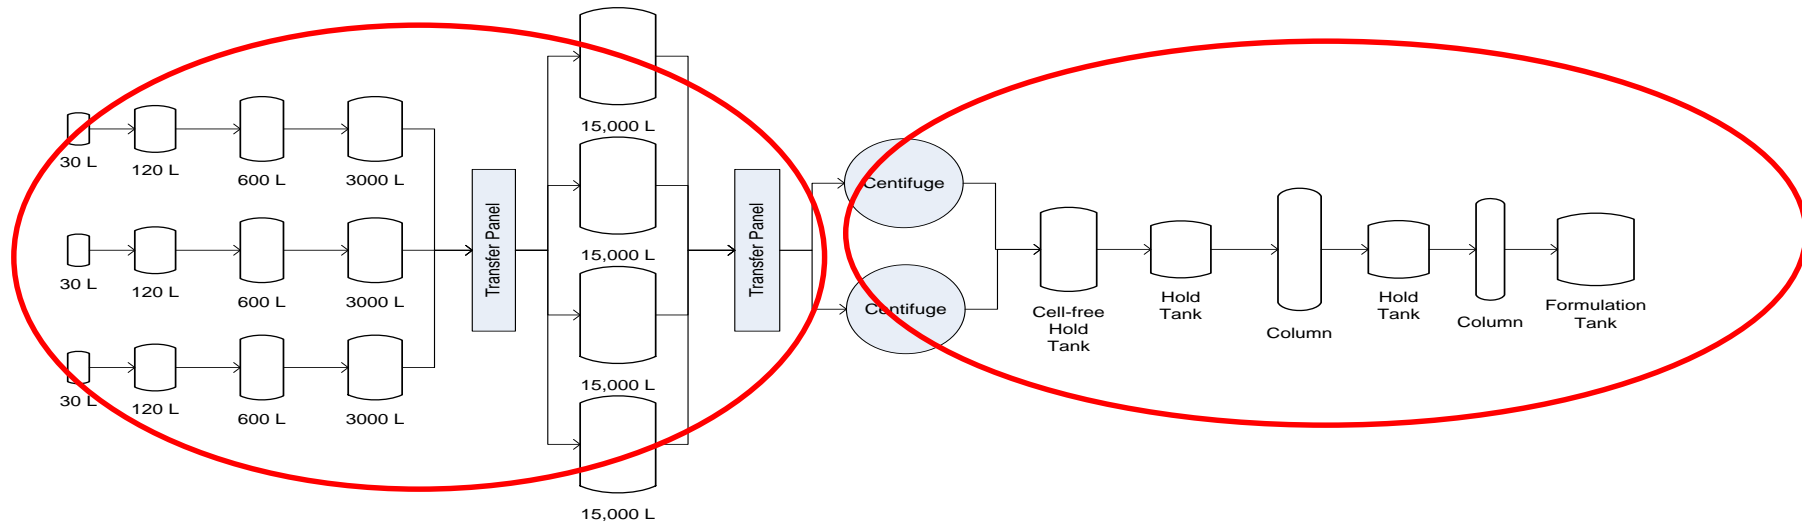 30 L
120 L
600 L
3000 L
30 L
120 L
600 L
3000 L
30 L
120 L
600 L
3000 L
Transfer Panel
15,000 L
15,000 L
15,000 L
15,000 L
Transfer Panel
Centifuge
Centifuge
Cell-free
Hold
Tank
Hold
Tank
Column
Hold
Tank
Column
Formulation
Tank